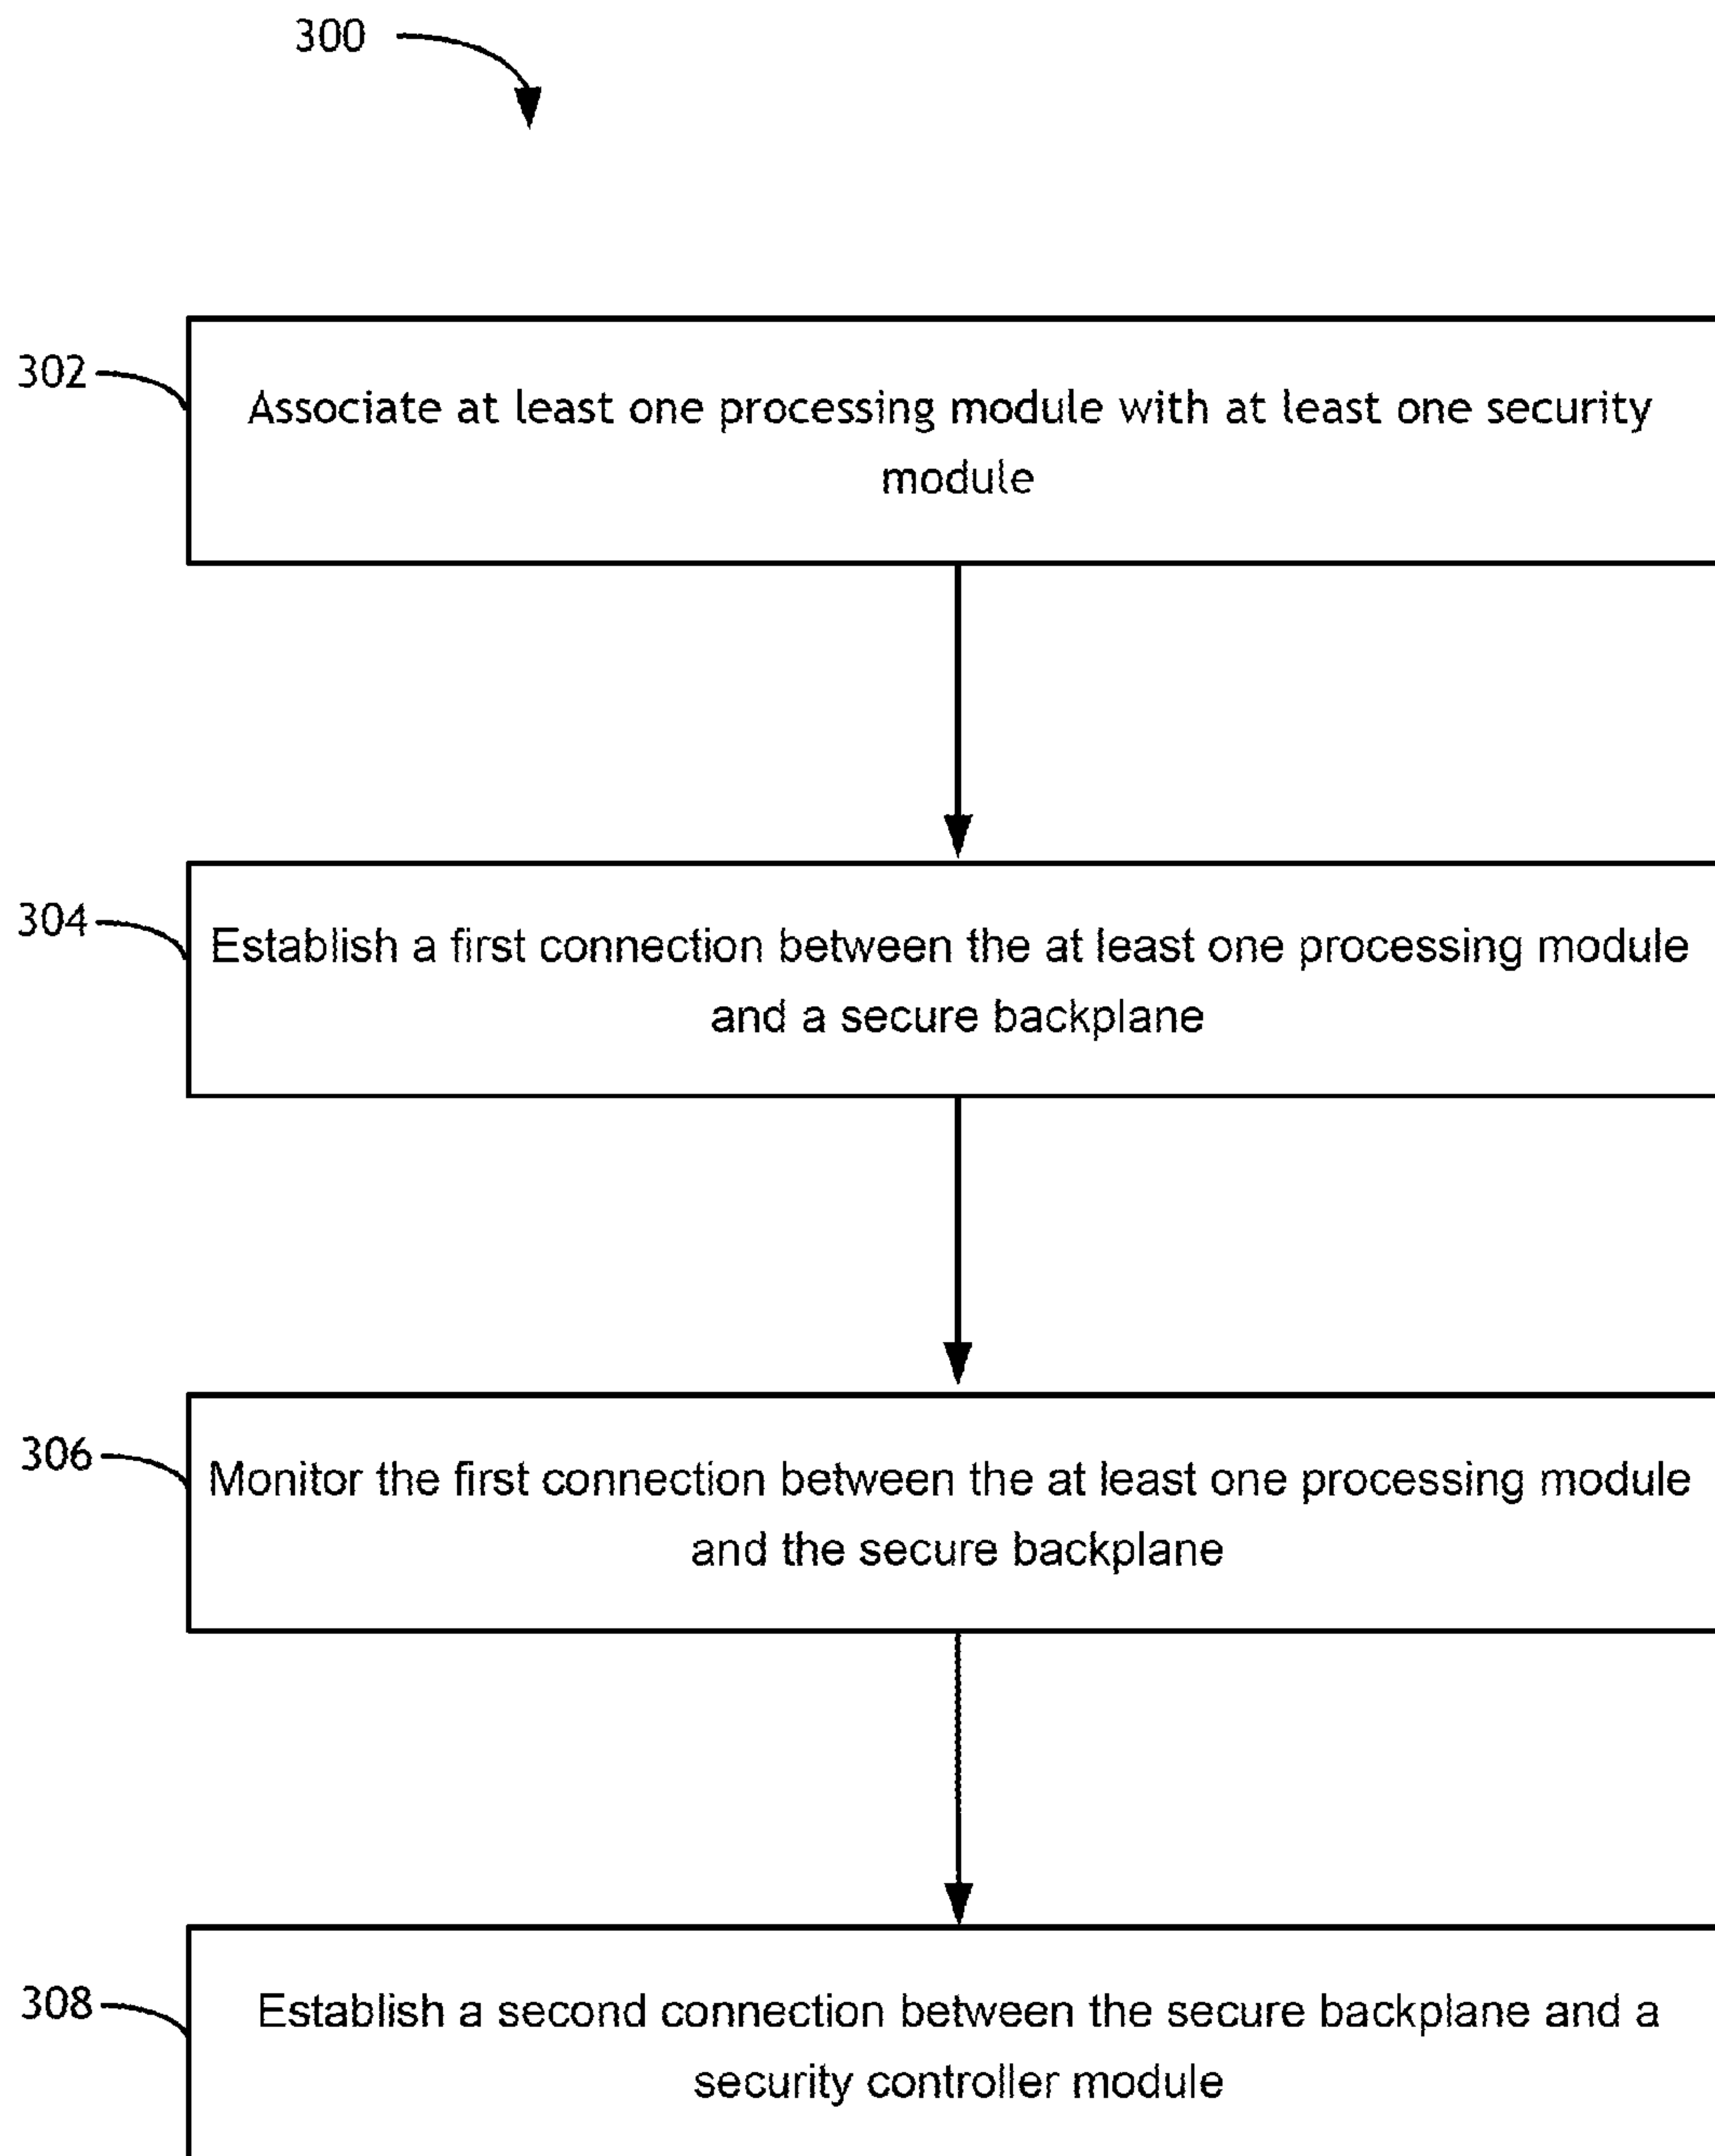 300
302
Associate at least one processing module with at least one security
module
304
Establish a first connection between the at least one processing module
and a secure backplane
306
Monitor the first connection between the at least one processing module
and the secure backplane
308
Establish a second connection between the secure backplane and a
security controller module